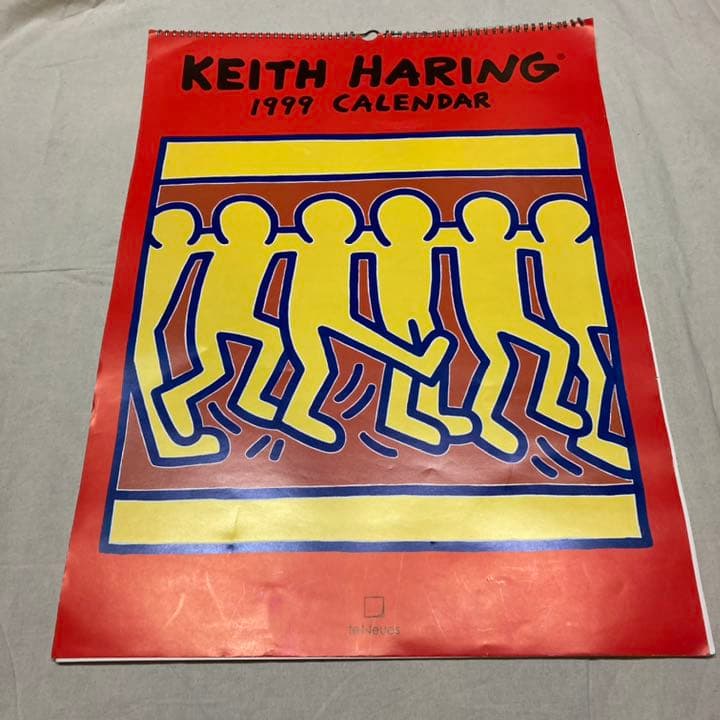 KEITH HARING®
1999 CALENDAR
teNeues